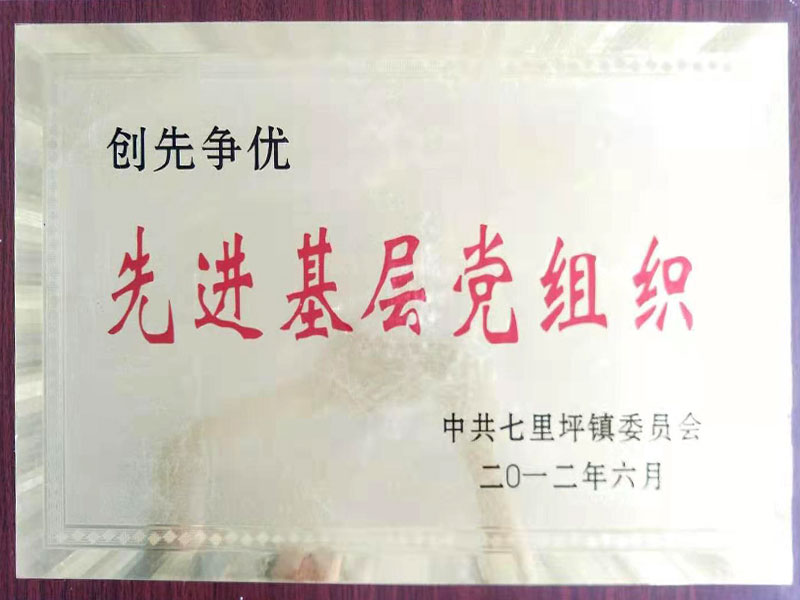 创先争优
先进基层党组织
中共七里坪镇委员会
二〇一二年六月